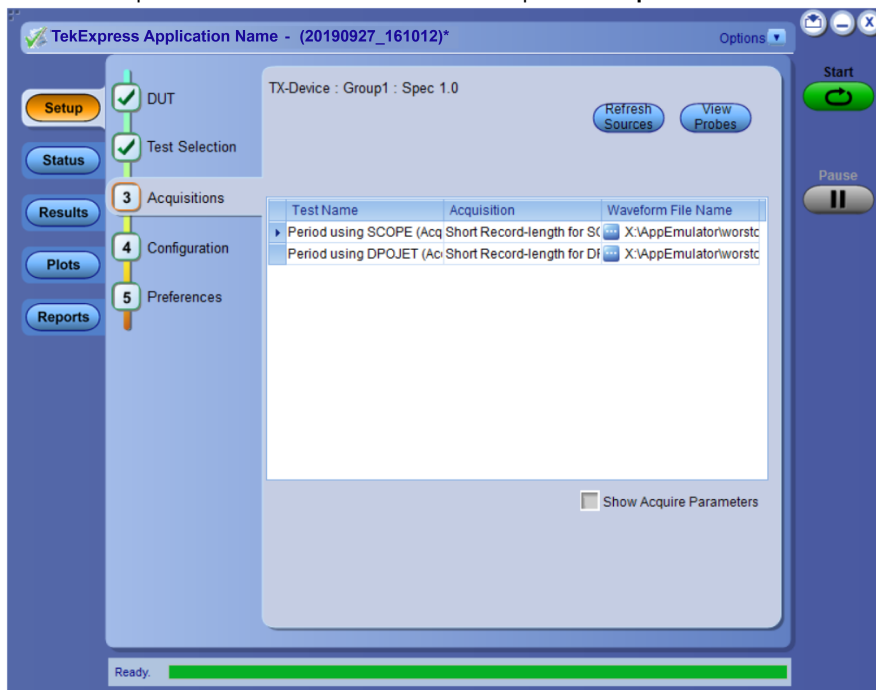 TekExpress Application Name - (20190927_161012)*
Options
Start
Setup
DUT
TX-Device : Group1 : Spec 1.0
Refresh Sources
View Probes
Status
Test Selection
Pause
Results
3 Acquisitions
Test Name Acquisition Waveform File Name
Period using SCOPE (Acq Short Record-length for SC ... X:\AppEmulator\worstc
4 Configuration
Plots
Period using DPOJET (Ac Short Record-length for DF ... X:\AppEmulator\worstc
5 Preferences
Reports
Show Acquire Parameters
Ready.